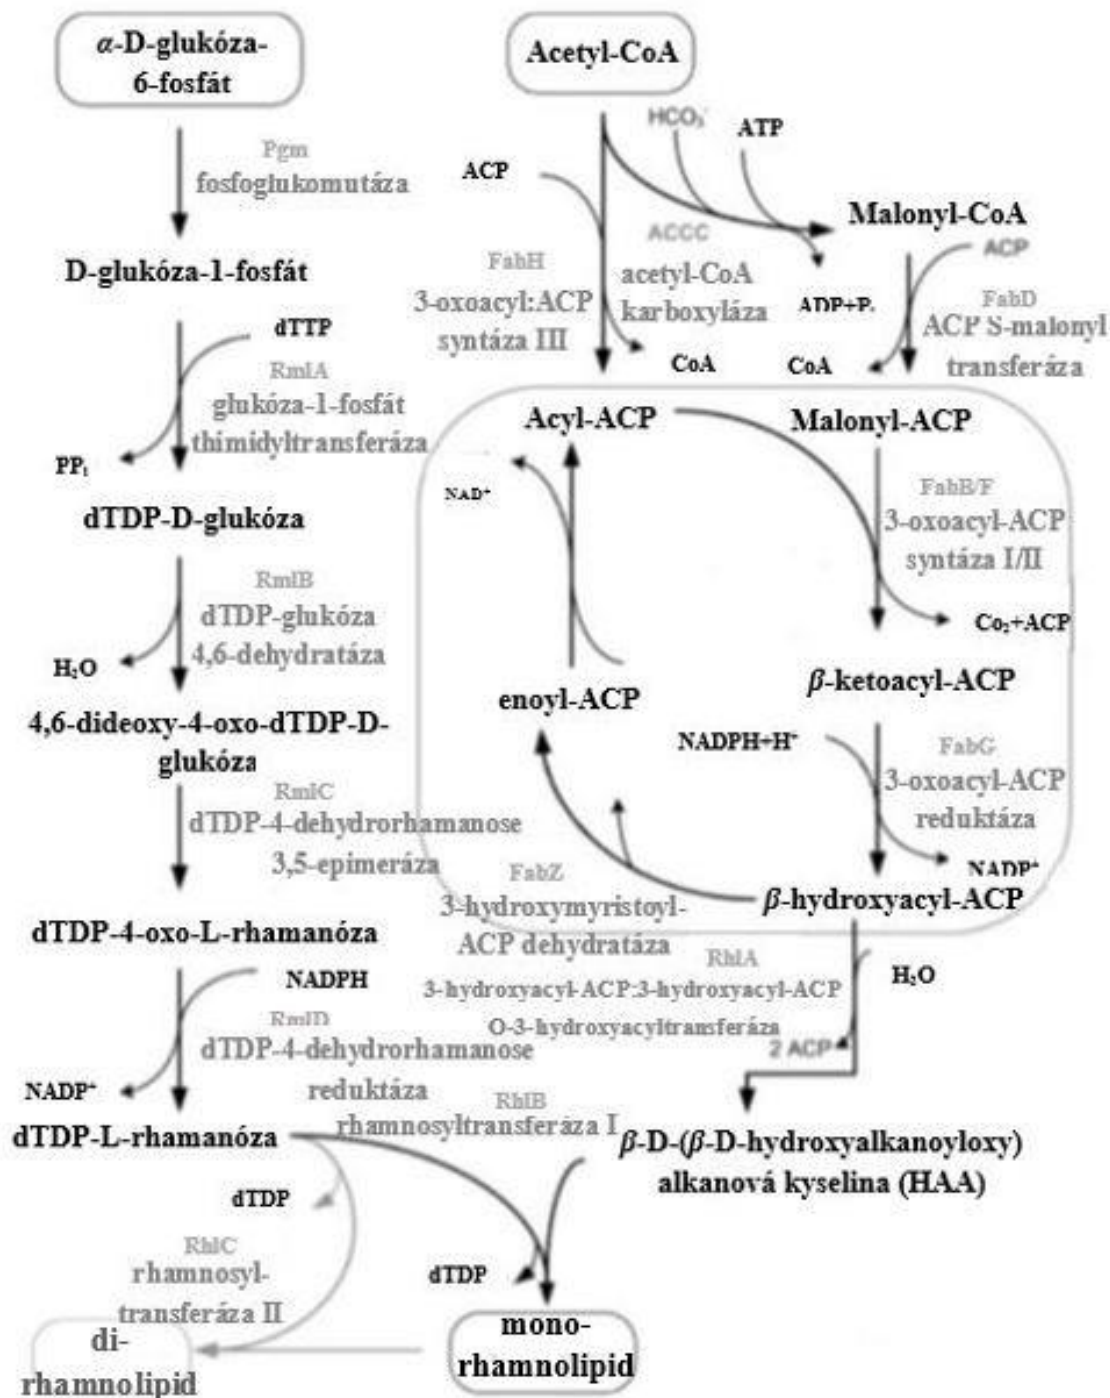 α-D-glukóza-
6-fosfát
Pgm
fosfoglukomutáza
D-glukóza-1-fosfát
dTTP
RmlA
glukóza-1-fosfát
thimidyltransferáza
PP₁
dTDP-D-glukóza
RmlB
dTDP-glukóza
4,6-dehydratáza
H₂O
4,6-dideoxy-4-oxo-dTDP-D-
glukóza
RmlC
dTDP-4-dehydrorhamanose
3,5-epimeráza
dTDP-4-oxo-L-rhamanóza
NADPH
RmlD
dTDP-4-dehydrorhamanose
reduktáza
NADP⁺
dTDP-L-rhamanóza
dTDP
RhlC
rhamnosyl-
transferáza II
di-
rhamnolipid
Acetyl-CoA
HCO₃⁻
ATP
ACP
Malonyl-CoA
ACCC
acetyl-CoA
karboxyláza
ADP+P.
FabH
3-oxoacyl:ACP
syntáza III
CoA
ACP
FabD
ACP S-malonyl
transferáza
CoA
Acyl-ACP
Malonyl-ACP
NAD⁺
FabB/F
3-oxoacyl-ACP
syntáza I/II
Co₂+ACP
enoyl-ACP
β-ketoacyl-ACP
NADPH+H⁺
FabG
3-oxoacyl-ACP
reduktáza
NADP⁺
FabZ
3-hydroxymyristoyl-
ACP dehydratáza
β-hydroxyacyl-ACP
RhlA
3-hydroxyacyl-ACP:3-hydroxyacyl-ACP
O-3-hydroxyacyltransferáza
H₂O
2 ACP
RhlB
rhamnosyltransferáza I
β-D-(β-D-hydroxyalkanoyloxy)
alkanová kyselina (HAA)
dTDP
mono-
rhamnolipid